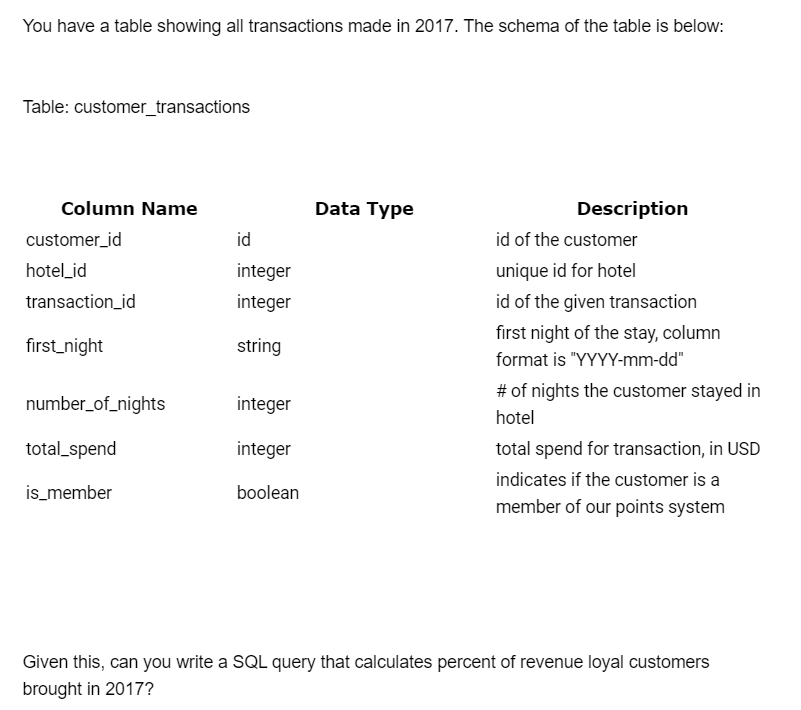 You have a table showing all transactions made in 2017. The schema of the table is below:
Table: customer_transactions
Column Name Data Type Description
customer_id id id of the customer
hotel_id integer unique id for hotel
transaction_id integer id of the given transaction
first_night string first night of the stay, column
format is "YYYY-mm-dd"
number_of_nights integer # of nights the customer stayed in
hotel
total_spend integer total spend for transaction, in USD
is_member boolean indicates if the customer is a
member of our points system
Given this, can you write a SQL query that calculates percent of revenue loyal customers
brought in 2017?